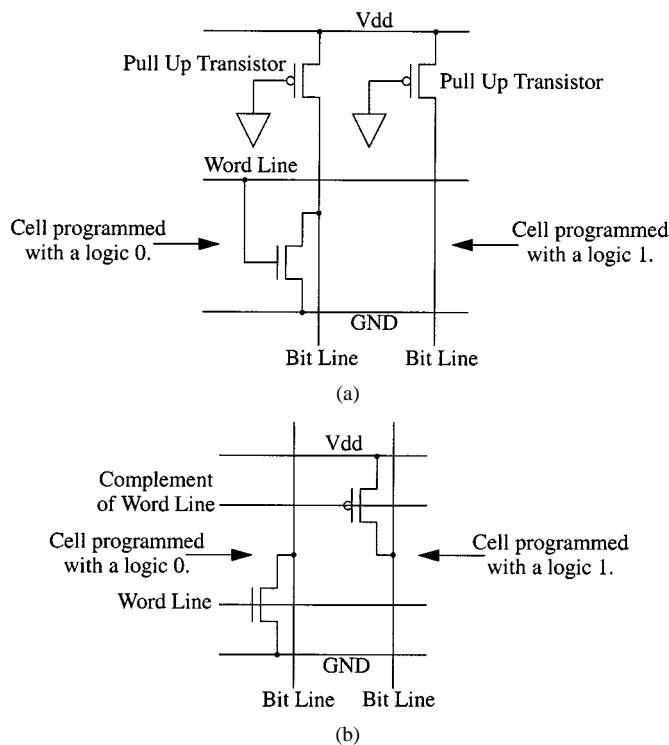 Vdd
Pull Up Transistor
Pull Up Transistor
Word Line
Cell programmed
with a logic 0.
Cell programmed
with a logic 1.
GND
Bit Line
Bit Line
(a)
Vdd
Complement
of Word Line
Cell programmed
with a logic 0.
Cell programmed
with a logic 1.
Word Line
GND
Bit Line
Bit Line
(b)